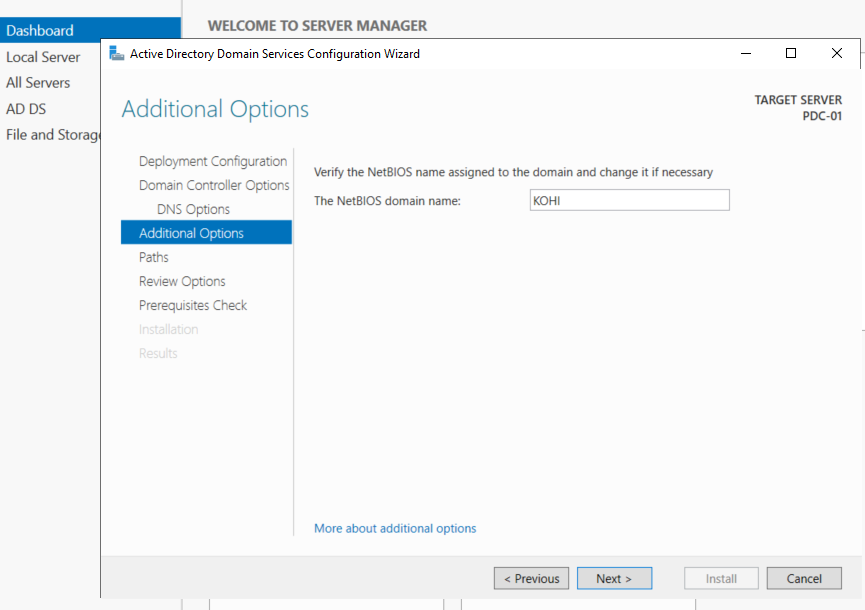 Dashboard
WELCOME TO SERVER MANAGER
Local Server
All Servers
AD DS
File and Storag
Active Directory Domain Services Configuration Wizard
Additional Options
TARGET SERVER
PDC-01
Deployment Configuration
Domain Controller Options
DNS Options
Additional Options
Paths
Review Options
Prerequisites Check
Installation
Results
Verify the NetBIOS name assigned to the domain and change it if necessary
The NetBIOS domain name:
KOHI
More about additional options
< Previous
Next >
Install
Cancel